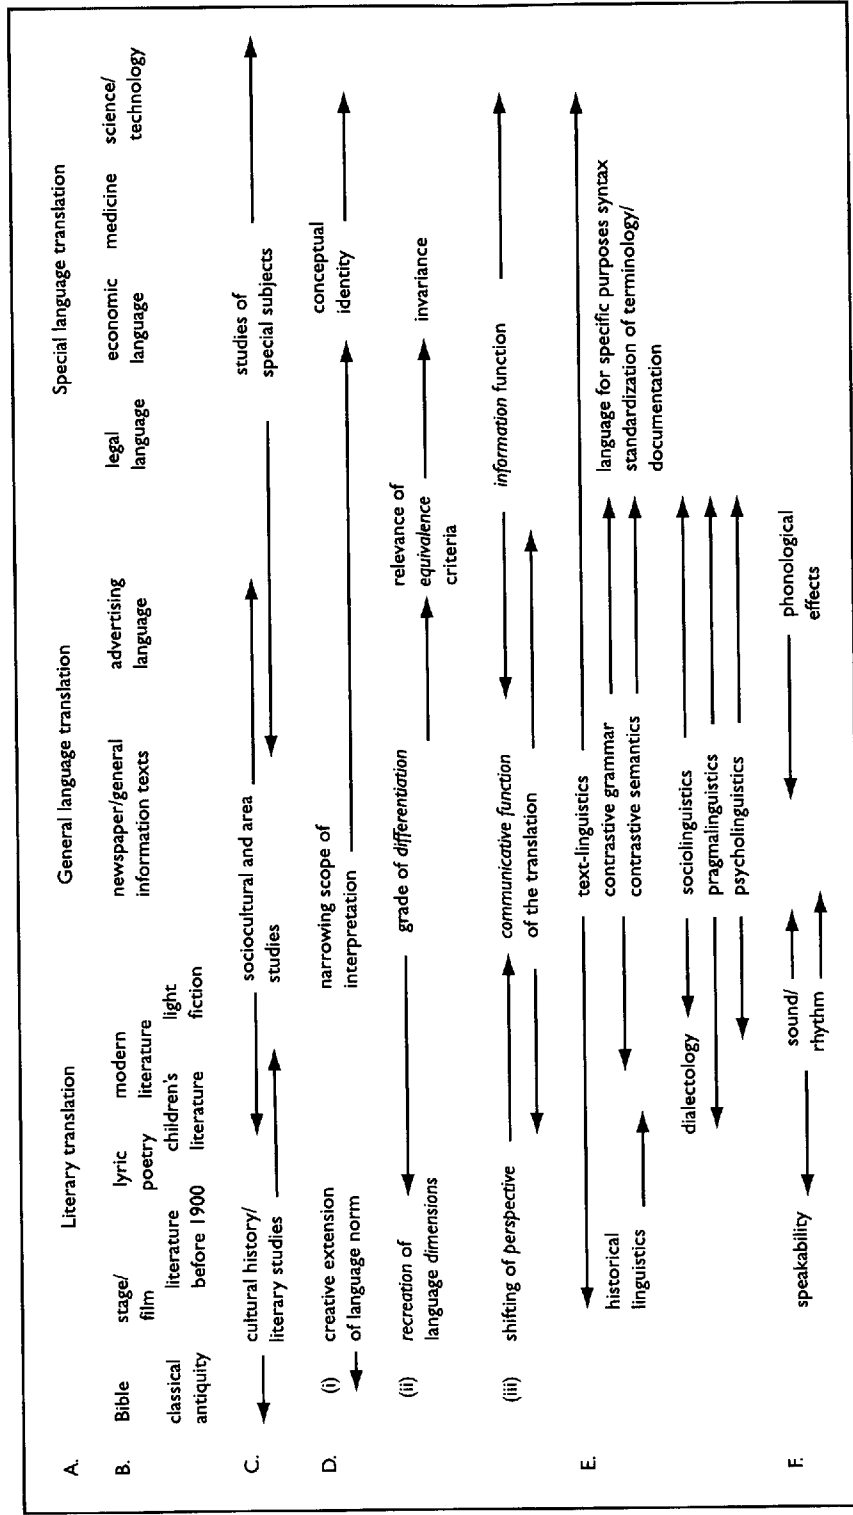 A.
Literary translation
General language translation
Special language translation
B.
Bible
stage/
film
lyric
poetry
modern
literature
newspaper/general
information texts
advertising
language
legal
language
economic
language
medicine
science/
technology
classical
antiquity
literature
before 1900
children's
literature
light
fiction
C.
cultural history/
literary studies
sociocultural and area
studies
studies of
special subjects
D.
(i)
creative extension
of language norm
narrowing scope of
interpretation
conceptual
identity
(ii)
recreation of
language dimensions
grade of differentiation
relevance of
equivalence
criteria
invariance
(iii)
shifting of perspective
communicative function
of the translation
information function
E.
text-linguistics
historical
linguistics
contrastive grammar
contrastive semantics
language for specific purposes syntax
standardization of terminology/
documentation
dialectology
sociolinguistics
pragmalinguistics
psycholinguistics
F.
speakability
sound/
rhythm
phonological
effects